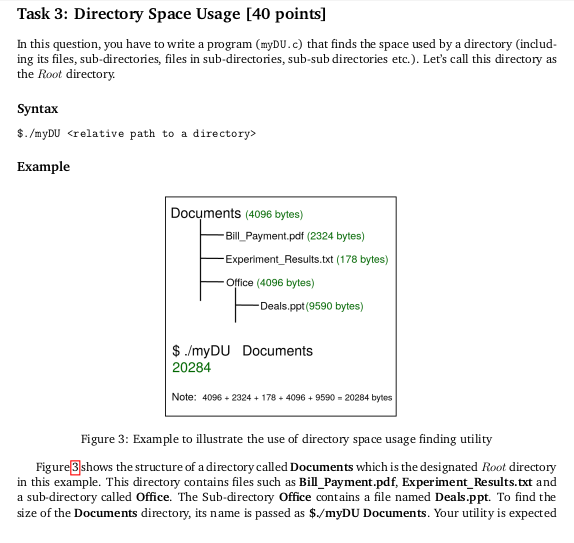 Task 3: Directory Space Usage [40 points]
In this question, you have to write a program (myDU.c) that finds the space used by a directory (includ-
ing its files, sub-directories, files in sub-directories, sub-sub directories etc.). Let's call this directory as
the Root directory.
Syntax
$./myDU <relative path to a directory>
Example
Documents (4096 bytes)
Bill_Payment.pdf (2324 bytes)
Experiment_Results.txt (178 bytes)
Office (4096 bytes)
Deals.ppt(9590 bytes)
$ ./myDU Documents
20284
Note: 4096 + 2324 + 178 + 4096 + 9590 = 20284 bytes
Figure 3: Example to illustrate the use of directory space usage finding utility
Figure 3 shows the structure of a directory called Documents which is the designated Root directory
in this example. This directory contains files such as Bill_Payment.pdf, Experiment_Results.txt and
a sub-directory called Office. The Sub-directory Office contains a file named Deals.ppt. To find the
size of the Documents directory, its name is passed as $./myDU Documents. Your utility is expected